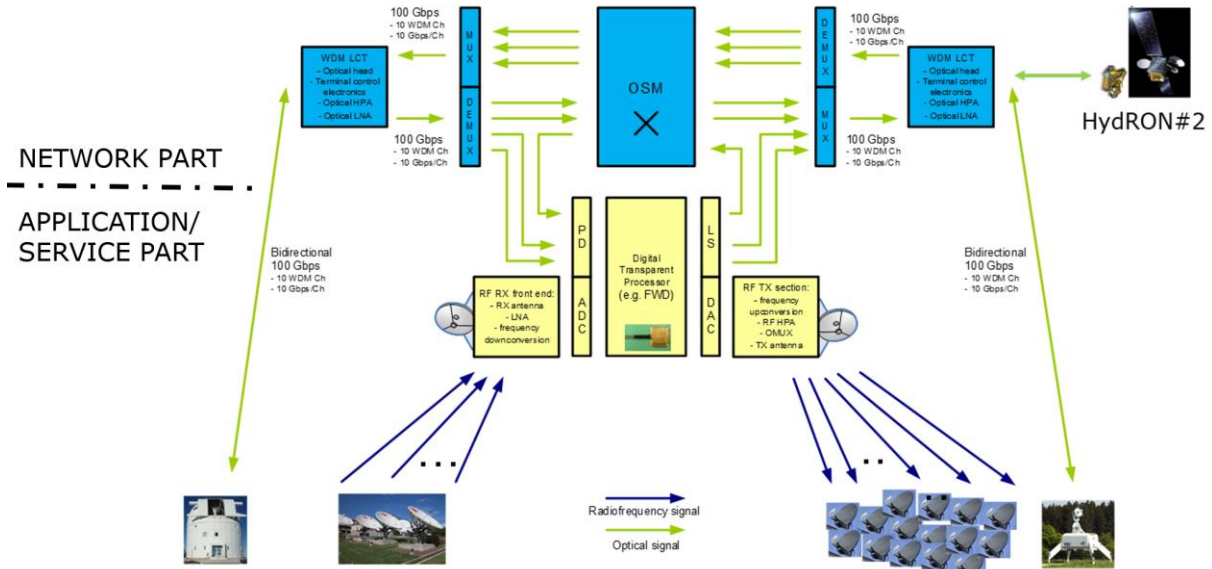 100 Gbps
- 10 WDM Ch
- 10 Gbps/Ch
MUX
OSM
DEMUX
100 Gbps
- 10 WDM Ch
- 10 Gbps/Ch
WDM LCT
- Optical head
- Terminal control
electronics
- Optical HPA
- Optical LNA
WDM LCT
- Optical head
- Terminal control
electronics
- Optical HPA
- Optical LNA
HydRON#2
DEMUX
MUX
100 Gbps
- 10 WDM Ch
- 10 Gbps/Ch
100 Gbps
- 10 WDM Ch
- 10 Gbps/Ch
NETWORK PART
APPLICATION/
SERVICE PART
Bidirectional
100 Gbps
- 10 WDM Ch
- 10 Gbps/Ch
PD
Digital
Transparent
Processor
(e.g. FWD)
LS
Bidirectional
100 Gbps
- 10 WDM Ch
- 10 Gbps/Ch
RF RX front end:
- RX antenna
- LNA
- frequency
downconversion
ADC
DAC
RF TX section:
- frequency
upconversion
- RF HPA
- OMUX
- TX antenna
...
..
Radiofrequency signal
Optical signal